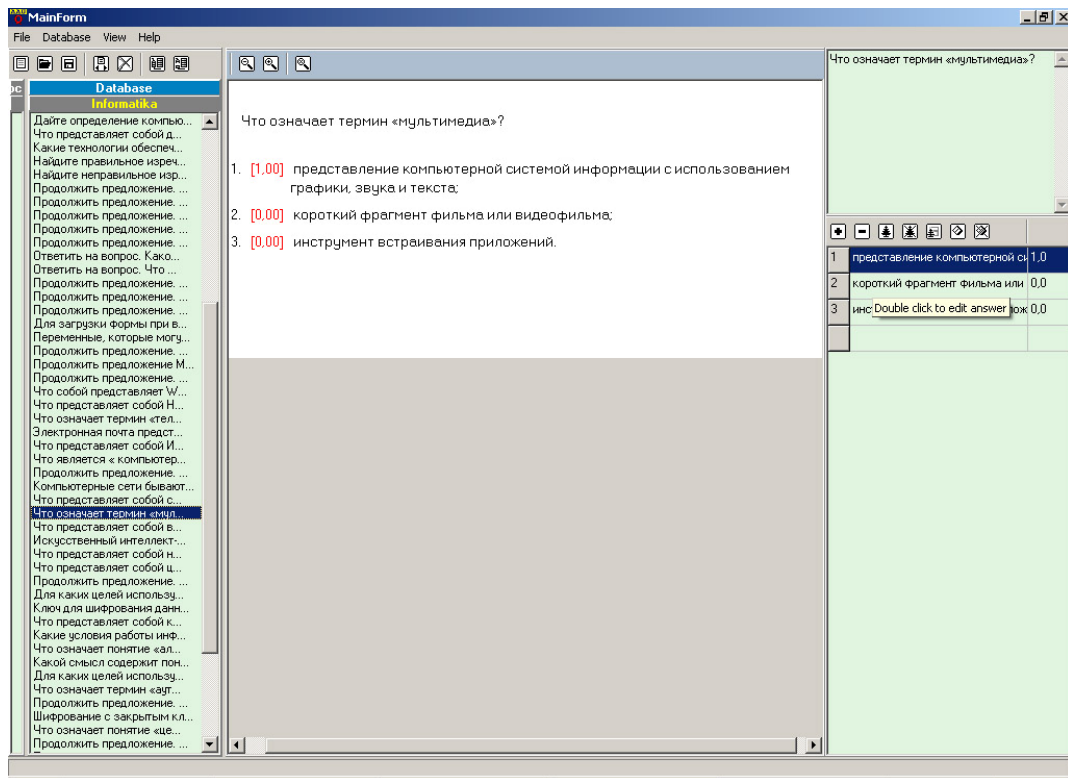 MainForm
File Database View Help
ос
Database
Informatika
Дайте определение компью...
Что представляет собой д...
Какие технологии обеспеч...
Найдите правильное изреч...
Найдите неправильное изр...
Продолжить предложение. ...
Продолжить предложение. ...
Продолжить предложение. ...
Продолжить предложение. ...
Продолжить предложение. ...
Ответить на вопрос. Како...
Ответить на вопрос. Что ...
Продолжить предложение. ...
Продолжить предложение. ...
Продолжить предложение. ...
Для загрузки формы при в...
Переменные, которые могу...
Продолжить предложение. ...
Продолжить предложение М...
Продолжить предложение. ...
Что собой представляет W...
Что представляет собой Н...
Что означает термин «тел...
Электронная почта предст...
Что представляет собой И...
Что является « компьютер...
Продолжить предложение. ...
Компьютерные сети бывают...
Что представляет собой с...
Что означает термин «мул...
Что представляет собой в...
Искусственный интеллект-...
Что представляет собой н...
Что представляет собой ц...
Продолжить предложение. ...
Для каких целей использу...
Ключ для шифрования данн...
Что представляет собой к...
Какие условия работы инф...
Что означает понятие «ал...
Какой смысл содержит пон...
Для каких целей использу...
Что означает термин «аут...
Продолжить предложение. ...
Шифрование с закрытым кл...
Что означает понятие «це...
Продолжить предложение. ...
Что означает термин «мультимедиа»?
1. [1,00] представление компьютерной системой информации с использованием
графики, звука и текста;
2. [0,00] короткий фрагмент фильма или видеофильма;
3. [0,00] инструмент встраивания приложений.
Что означает термин «мультимедиа»?
1 представление компьютерной си 1,0
2 короткий фрагмент фильма или 0,0
3 инс Double click to edit answer лож 0,0